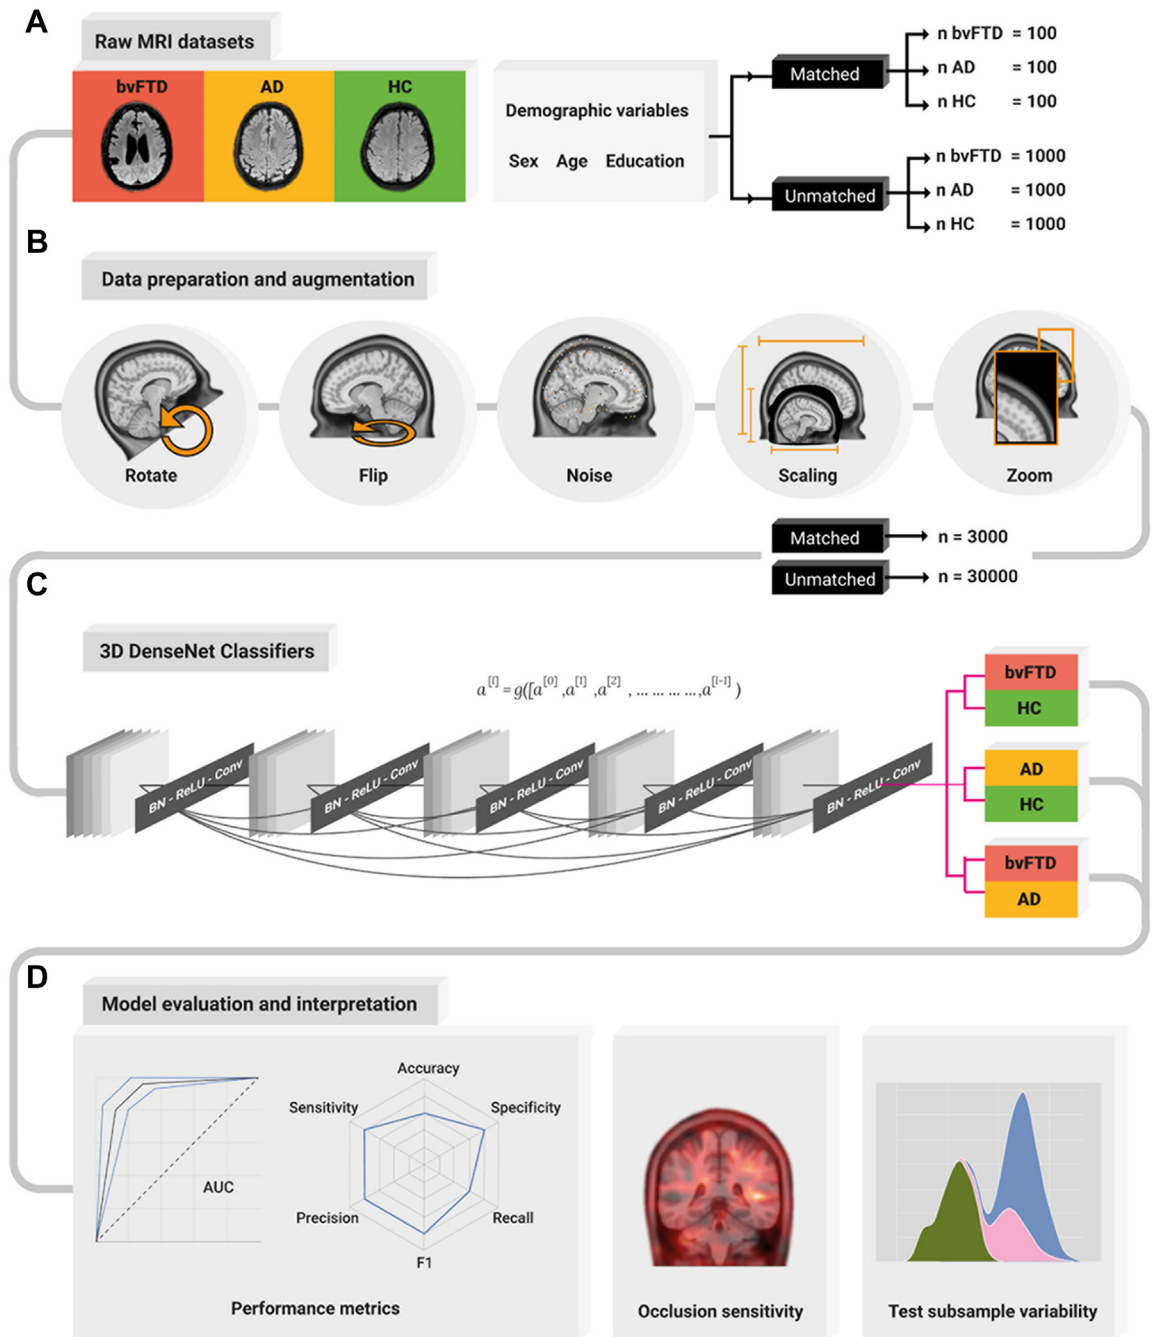 A
Raw MRI datasets
bvFTD AD HC
Demographic variables
Sex Age Education
Matched
n bvFTD = 100
n AD = 100
n HC = 100
Unmatched
n bvFTD = 1000
n AD = 1000
n HC = 1000
B
Data preparation and augmentation
Rotate Flip Noise Scaling Zoom
Matched n = 3000
Unmatched n = 30000
C
3D DenseNet Classifiers
a[l] = g([a[0] ,a[1] ,a[2] , ... ... ... ...,a[l-1] )
BN - ReLU - Conv
BN - ReLU - Conv
BN - ReLU - Conv
BN - ReLU - Conv
BN - ReLU - Conv
bvFTD
HC
AD
HC
bvFTD
AD
D
Model evaluation and interpretation
AUC
Accuracy
Sensitivity Specificity
Precision Recall
F1
Performance metrics
Occlusion sensitivity
Test subsample variability